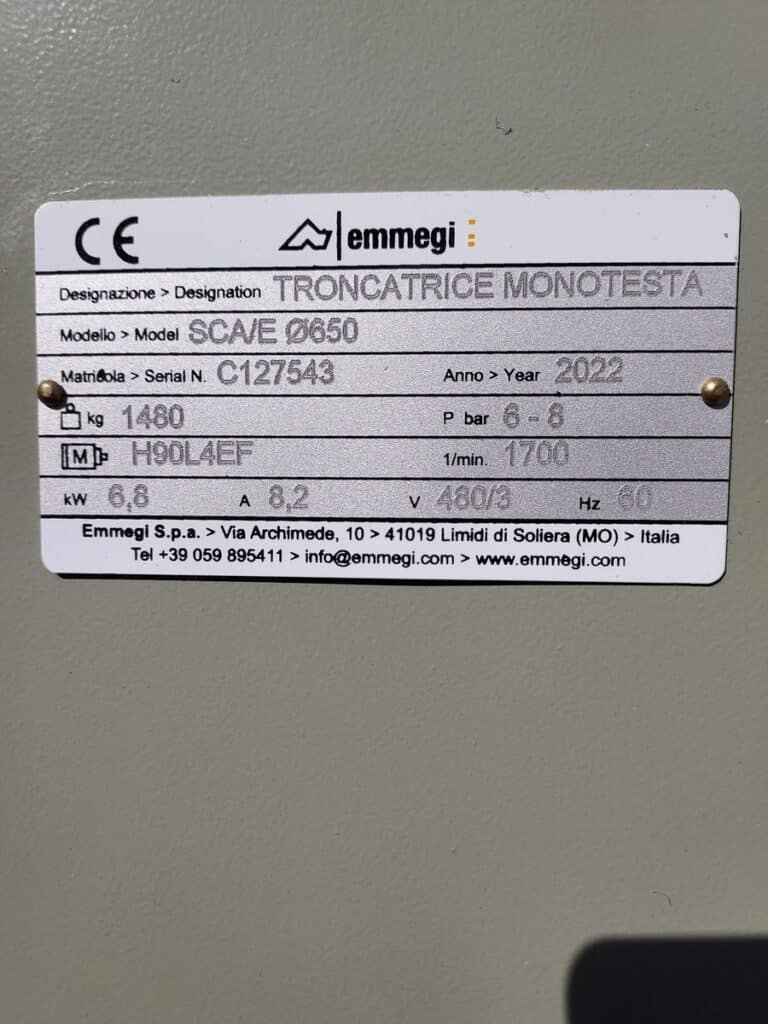 CE emmegi
Designazione > Designation TRONCATRICE MONOTESTA
Modello > Model SCA/E Ø650
Matricola > Serial N. C127543 Anno > Year 2022
kg 1480 P bar 6 - 8
M H90L4EF 1/min. 1700
kW 6,8 A 8,2 V 480/3 Hz 60
Emmegi S.p.a. > Via Archimede, 10 > 41019 Limidi di Soliera (MO) > Italia
Tel +39 059 895411 > info@emmegi.com > www.emmegi.com